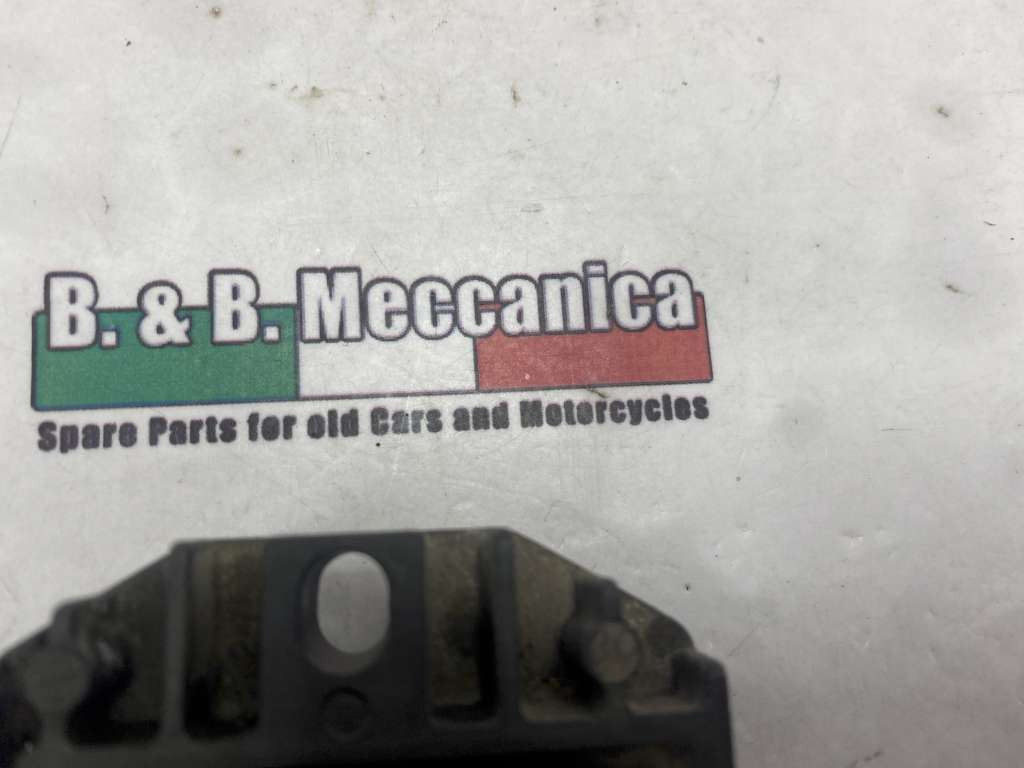 B. & B. Meccanica
Spare Parts for old Cars and Motorcycles